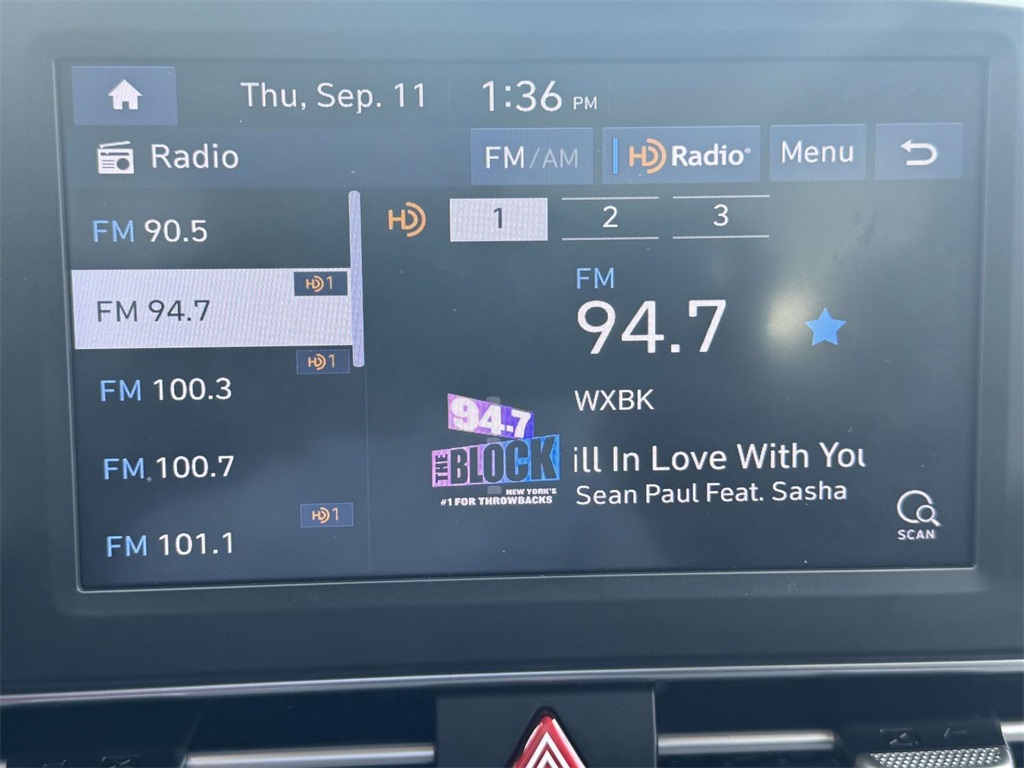 Thu, Sep. 11 1:36 PM
Radio FM/AM HD Radio® Menu
FM 90.5
HD 1 2 3
FM 94.7 HD1
FM
94.7
FM 100.3 HD1
WXBK
94.7
THE BLOCK
NEW YORK'S
#1 FOR THROWBACKS
FM 100.7
ill In Love With You
Sean Paul Feat. Sasha
SCAN
FM 101.1 HD1